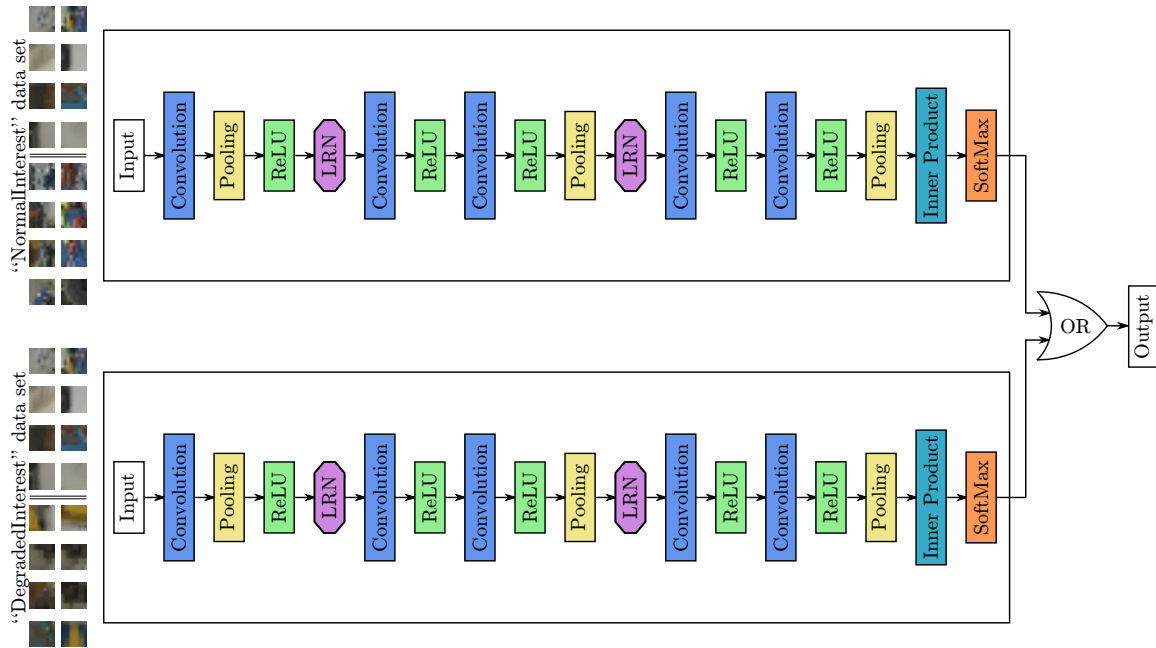 “NormalInterest” data set
Input
Convolution
Pooling
ReLU
LRN
Convolution
ReLU
Convolution
ReLU
Pooling
LRN
Convolution
ReLU
Convolution
ReLU
Pooling
Inner Product
SoftMax
“DegradedInterest” data set
Input
Convolution
Pooling
ReLU
LRN
Convolution
ReLU
Convolution
ReLU
Pooling
LRN
Convolution
ReLU
Convolution
ReLU
Pooling
Inner Product
SoftMax
OR
Output